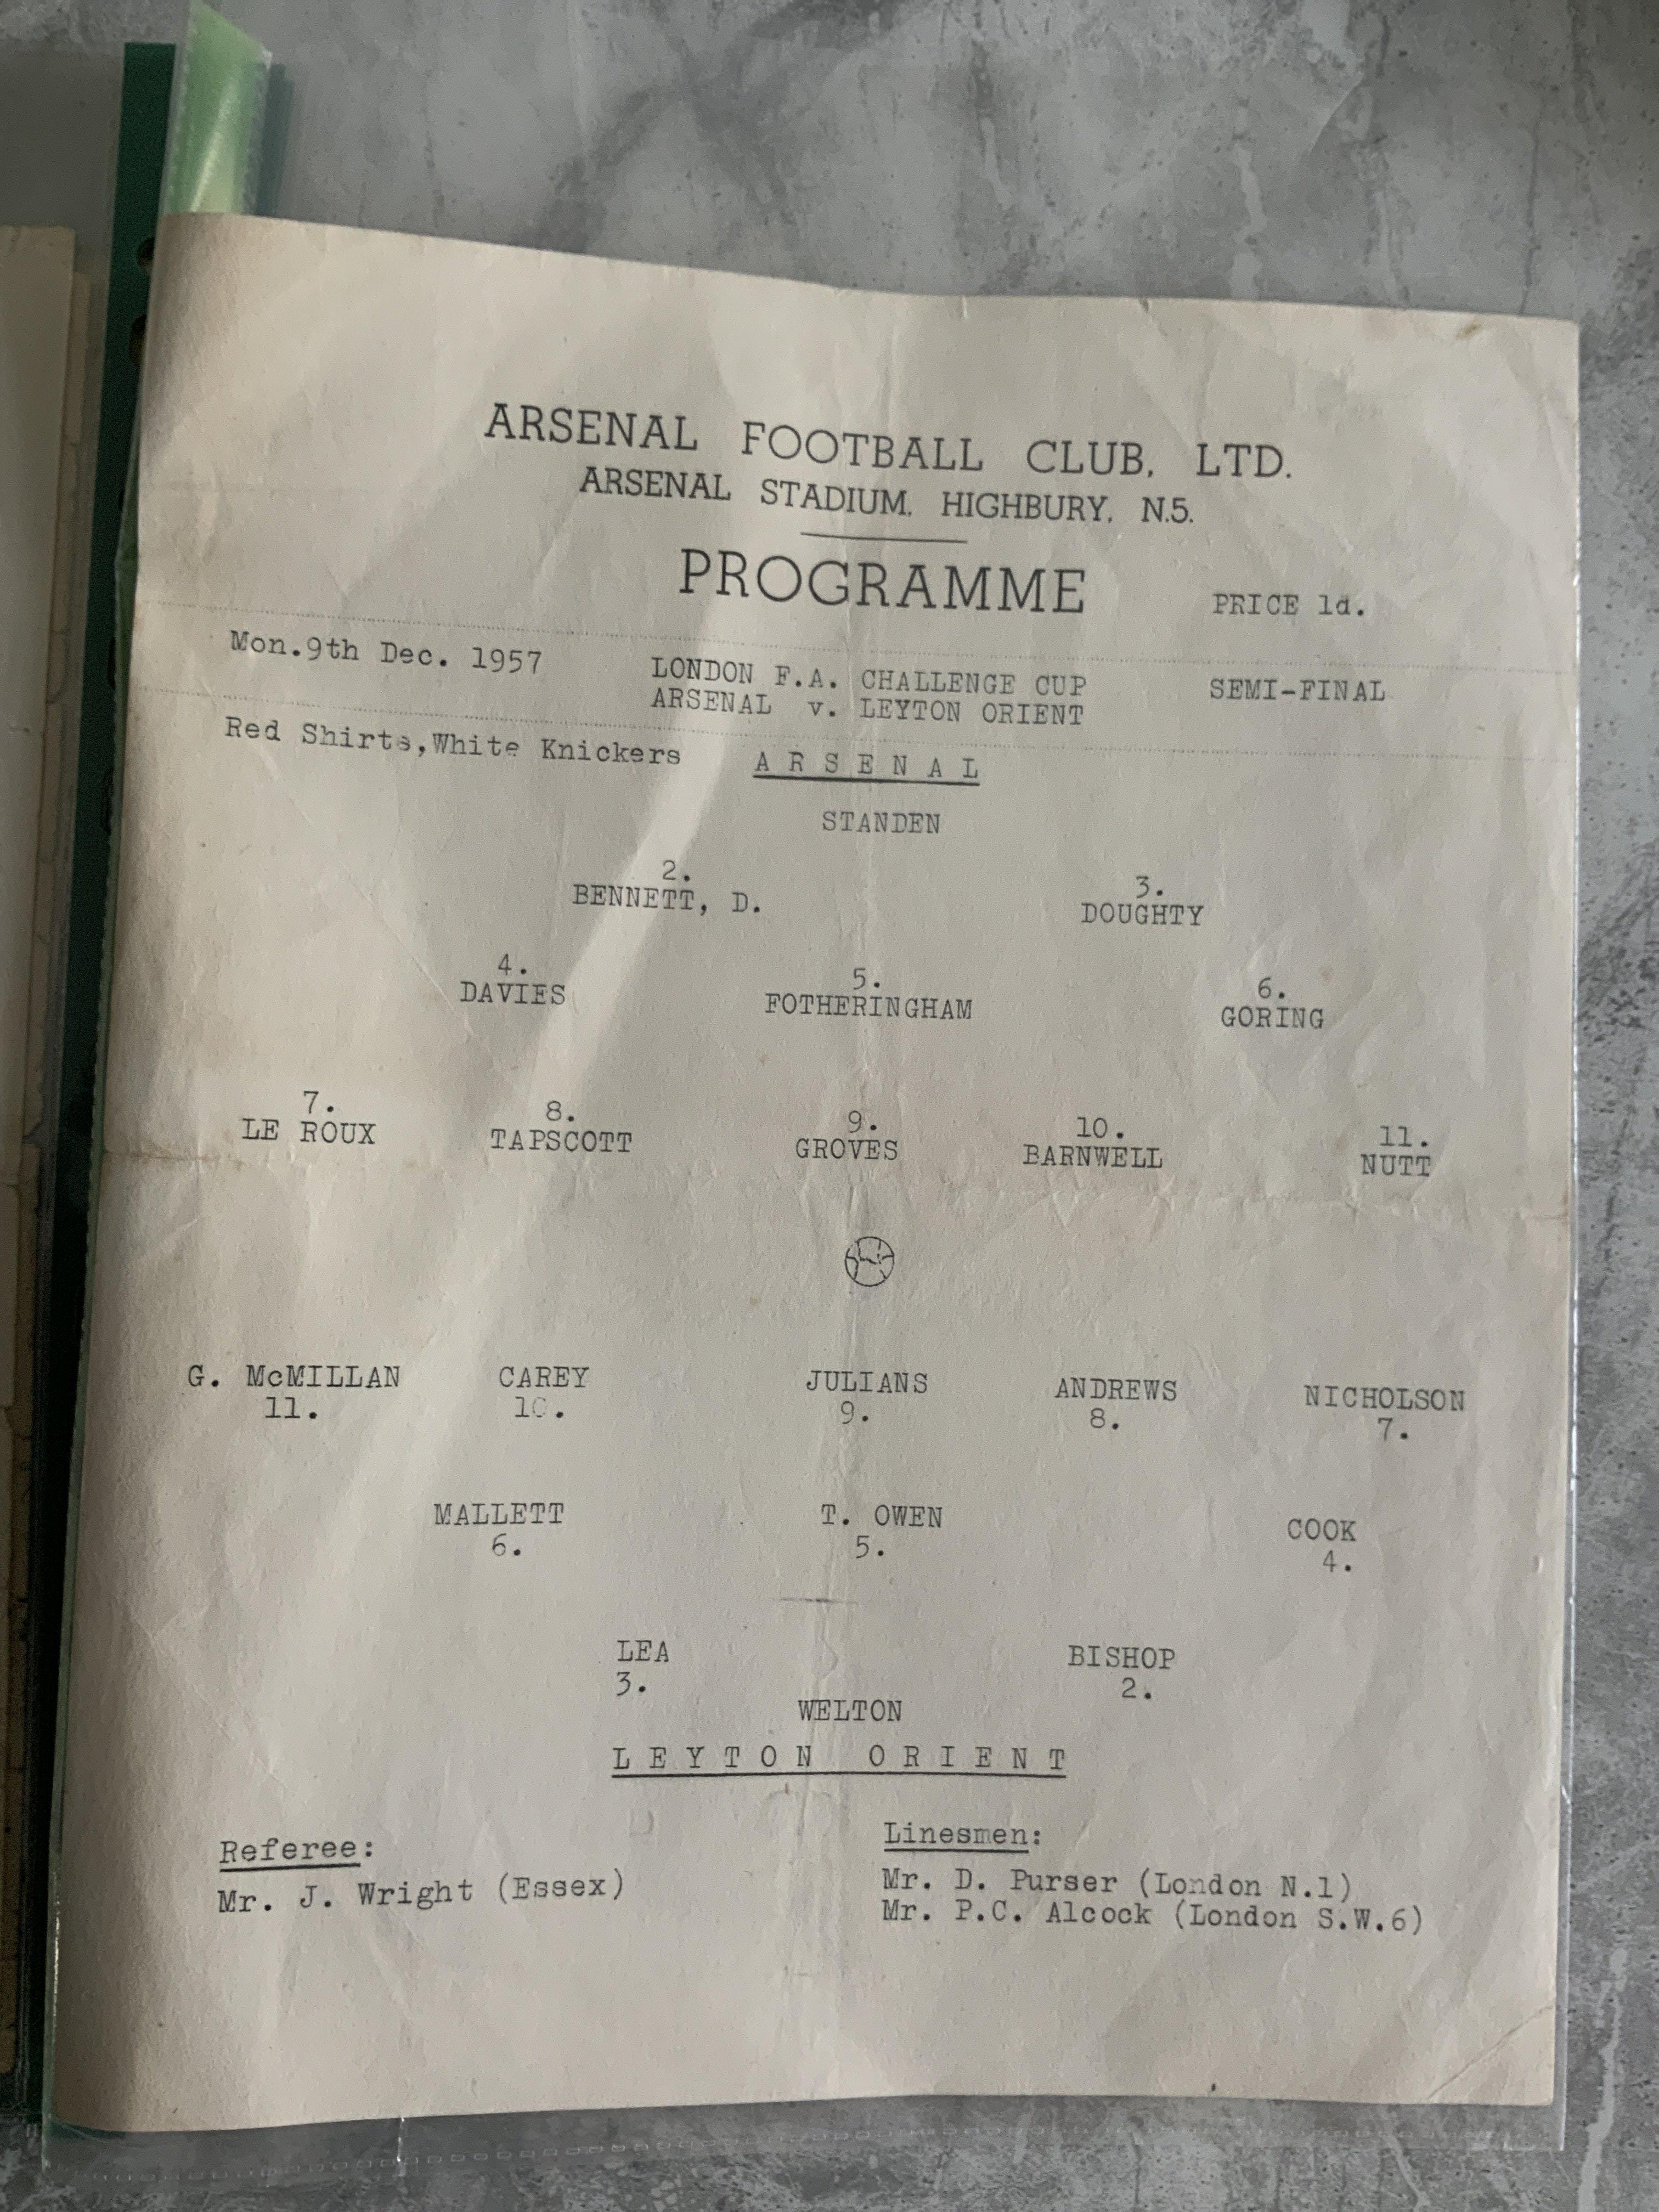 ARSENAL FOOTBALL CLUB, LTD.
ARSENAL STADIUM, HIGHBURY, N.5.
PROGRAMME
PRICE 1d.
Mon.9th Dec. 1957 LONDON F.A. CHALLENGE CUP SEMI-FINAL
ARSENAL v. LEYTON ORIENT
Red Shirts,White Knickers A R S E N A L
STANDEN
2. 3.
BENNETT, D. DOUGHTY
4. 5. 6.
DAVIES FOTHERINGHAM GORING
7. 8. 9. 10. 11.
LE ROUX TAPSCOTT GROVES BARNWELL NUTT
G. McMILLAN CAREY JULIANS ANDREWS NICHOLSON
11. 10. 9. 8. 7.
MALLETT T. OWEN COOK
6. 5. 4.
LEA BISHOP
3. 2.
WELTON
L E Y T O N O R I E N T
Referee: Linesmen:
Mr. J. Wright (Essex) Mr. D. Purser (London N.1)
Mr. P.C. Alcock (London S.W.6)